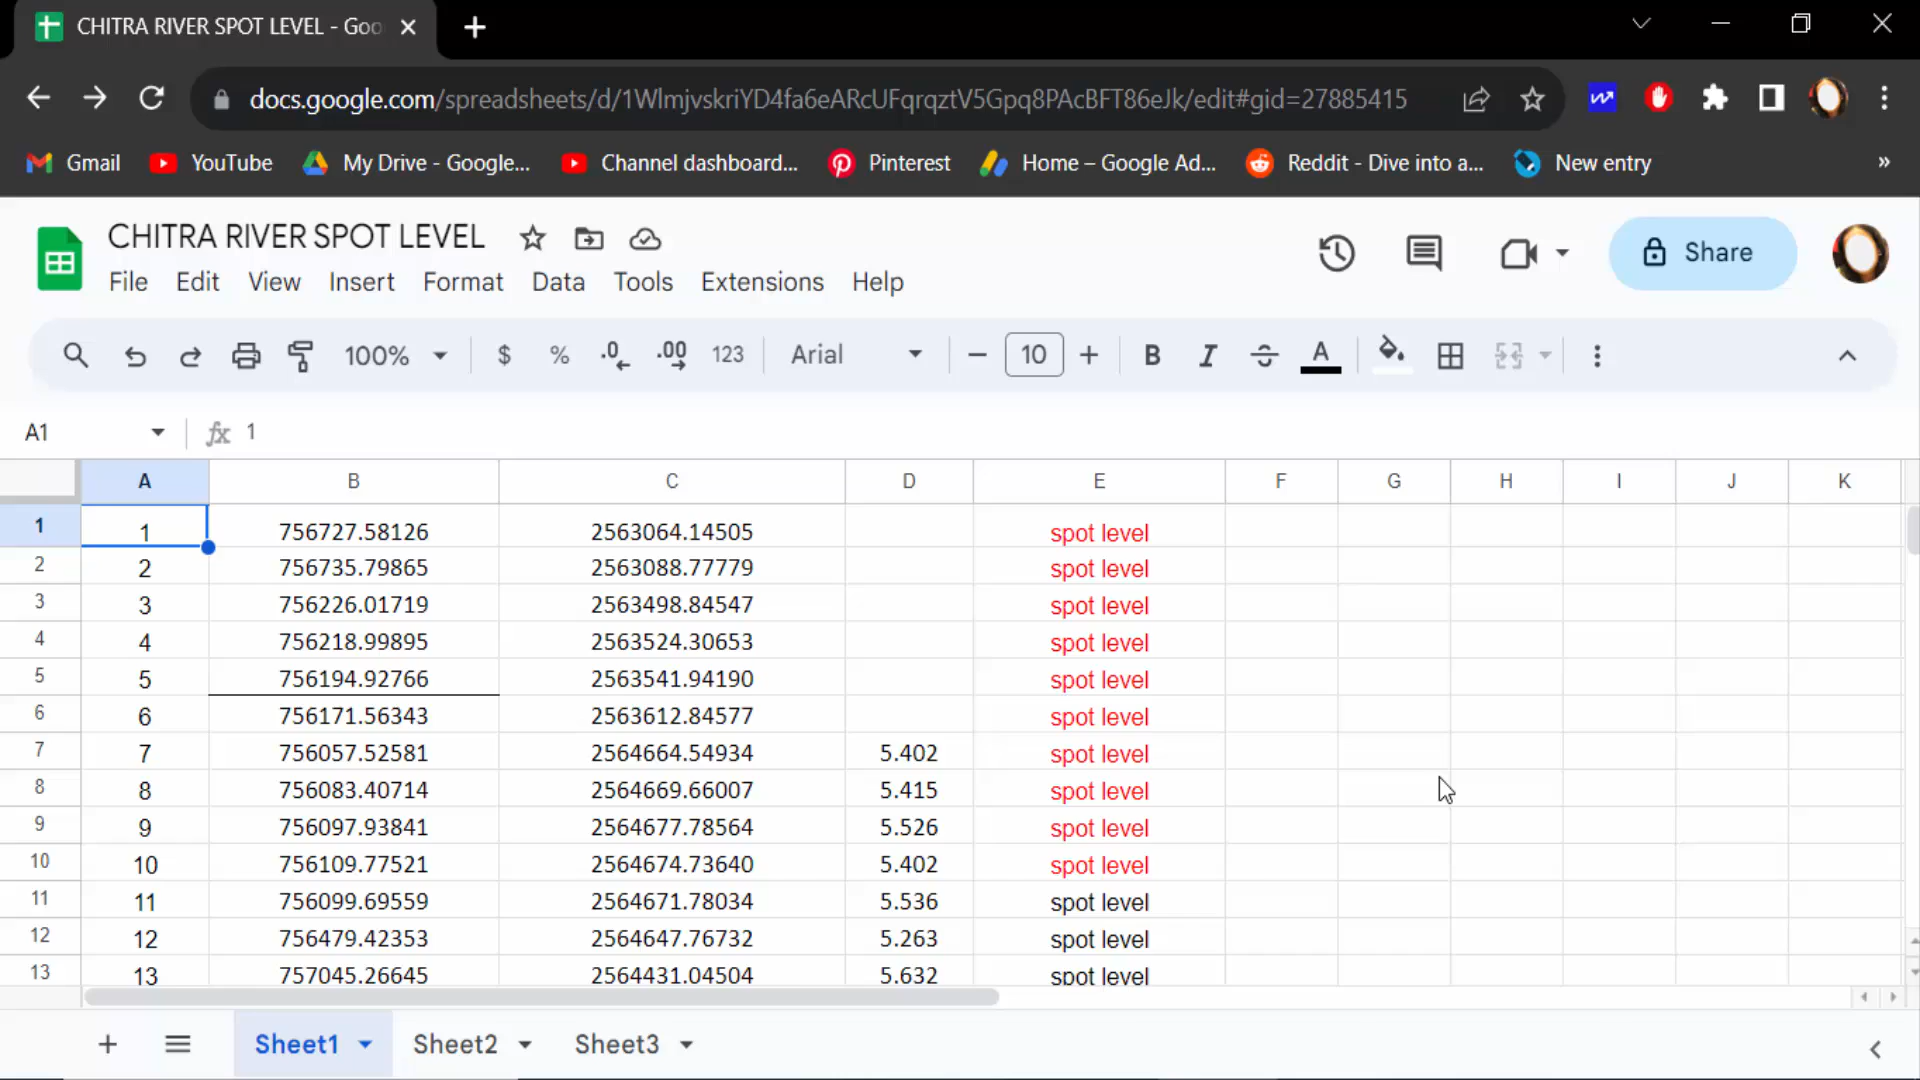 CHITRA RIVER SPOT LEVEL - Goo
docs.google.com/spreadsheets/d/1WlmjvskriYD4fa6eARcUFqrqztV5Gpq8PAcBFT86eJk/edit#gid=27885415
Gmail YouTube My Drive - Google... Channel dashboard... Pinterest Home – Google Ad... Reddit - Dive into a... New entry »
CHITRA RIVER SPOT LEVEL
Share
File Edit View Insert Format Data Tools Extensions Help
100% $ % .0 .00 123 Arial 10 B I S A
A1 fx 1
A B C D E F G H I J K
1 1 756727.58126 2563064.14505 spot level
2 2 756735.79865 2563088.77779 spot level
3 3 756226.01719 2563498.84547 spot level
4 4 756218.99895 2563524.30653 spot level
5 5 756194.92766 2563541.94190 spot level
6 6 756171.56343 2563612.84577 spot level
7 7 756057.52581 2564664.54934 5.402 spot level
8 8 756083.40714 2564669.66007 5.415 spot level
9 9 756097.93841 2564677.78564 5.526 spot level
10 10 756109.77521 2564674.73640 5.402 spot level
11 11 756099.69559 2564671.78034 5.536 spot level
12 12 756479.42353 2564647.76732 5.263 spot level
13 13 757045.26645 2564431.04504 5.632 spot level
Sheet1 Sheet2 Sheet3